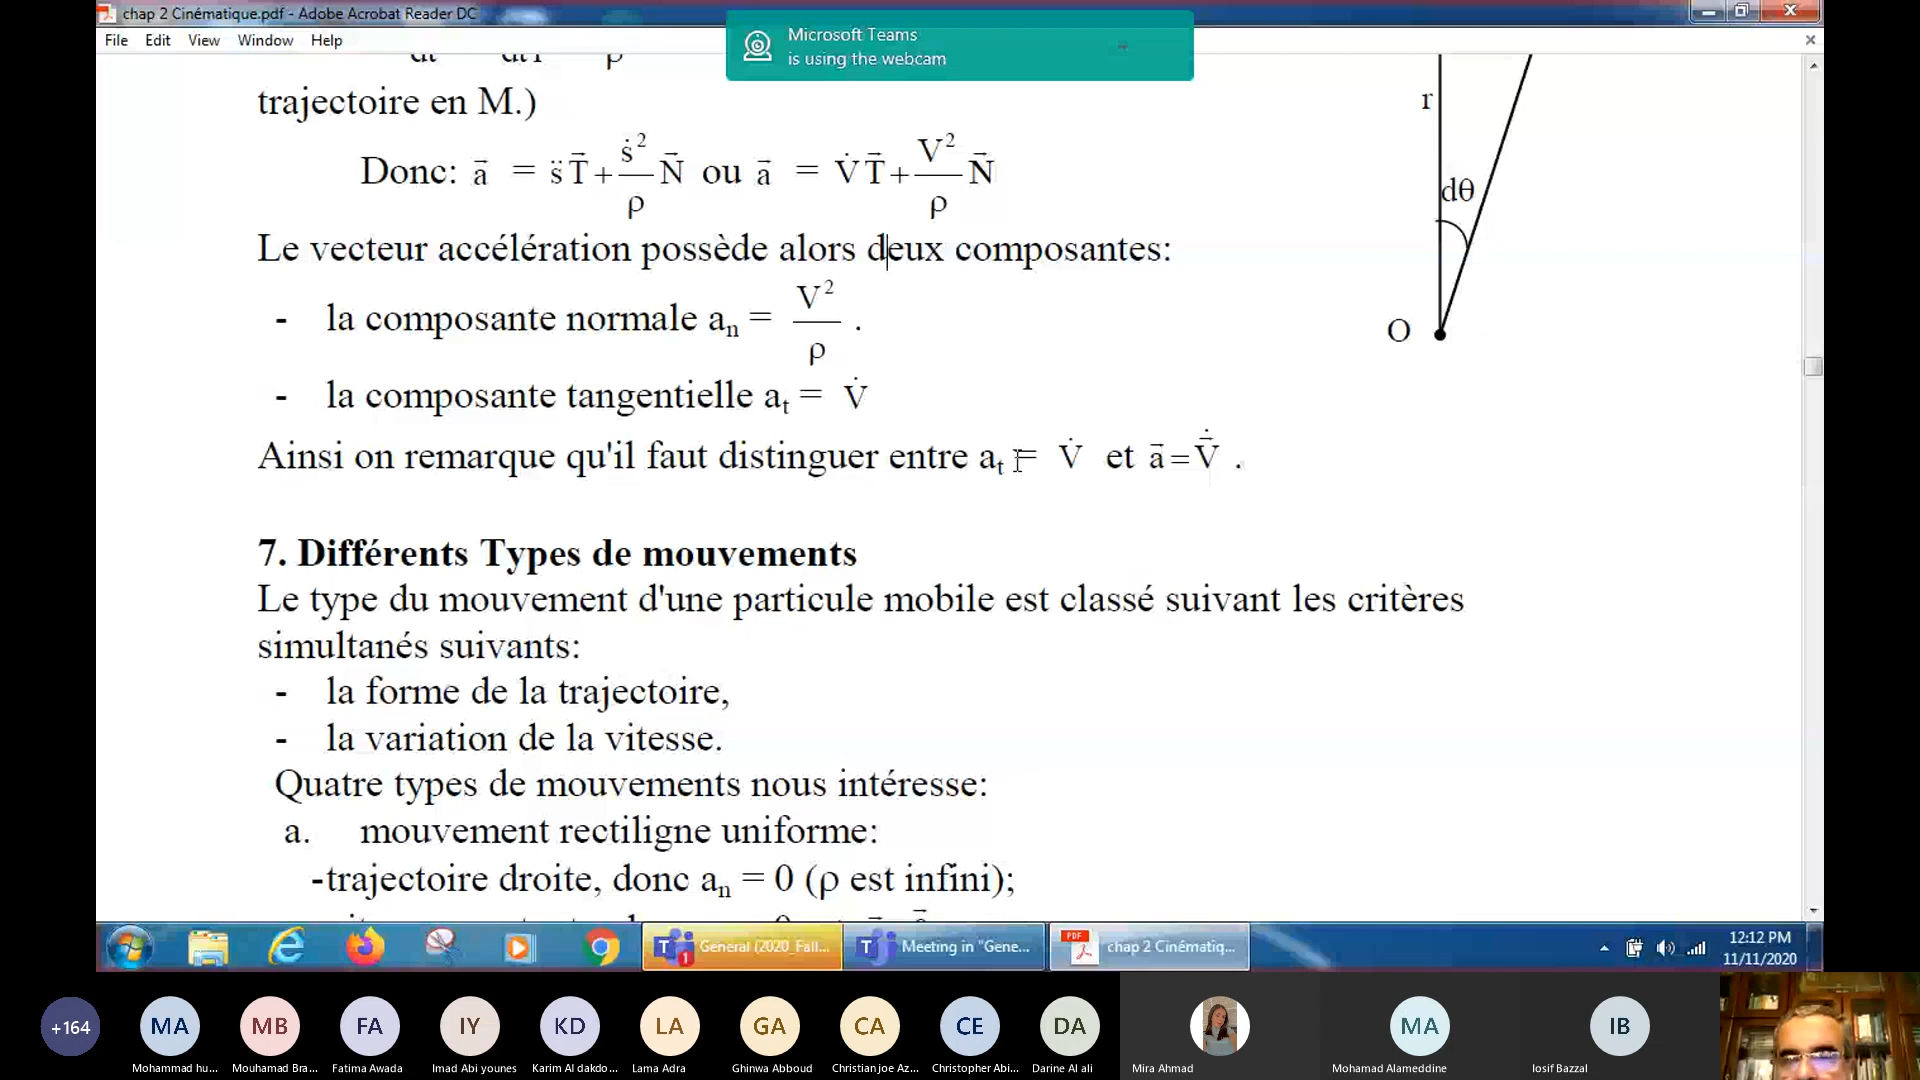 chap 2 Cinématique.pdf - Adobe Acrobat Reader DC
File Edit View Window Help
Microsoft Teams
is using the webcam
trajectoire en M.)
Donc: a⃗ = s̈T⃗ + ṡ²/ρ N⃗ ou a⃗ = V̇T⃗ + V²/ρ N⃗
Le vecteur accélération possède alors deux composantes:
- la composante normale aₙ = V²/ρ .
- la composante tangentielle aₜ = V̇
Ainsi on remarque qu'il faut distinguer entre aₜ = V̇ et a⃗ = V⃗̇ .
r
dθ
O
7. Différents Types de mouvements
Le type du mouvement d'une particule mobile est classé suivant les critères
simultanés suivants:
- la forme de la trajectoire,
- la variation de la vitesse.
Quatre types de mouvements nous intéresse:
a. mouvement rectiligne uniforme:
-trajectoire droite, donc aₙ = 0 (ρ est infini);
General (2020_Fall...
Meeting in "Gene...
chap 2 Cinématiq...
12:12 PM
11/11/2020
+164
MA
MB
FA
IY
KD
LA
GA
CA
CE
DA
MA
IB
Mohammad hu...
Mouhamad Bra...
Fatima Awada
Imad Abi younes
Karim Al dakdo...
Lama Adra
Ghinwa Abboud
Christian joe Az...
Christopher Abi...
Darine Al ali
Mira Ahmad
Mohamad Alameddine
Iosif Bazzal